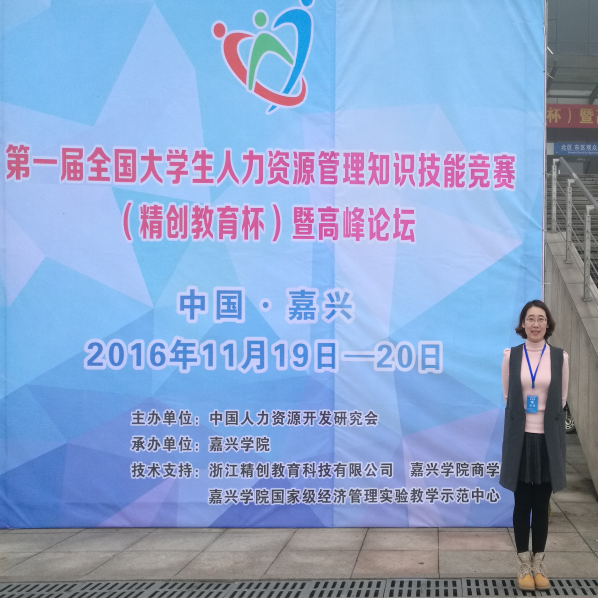 第一届全国大学生人力资源管理知识技能竞赛
（精创教育杯）暨高峰论坛
中国·嘉兴
2016年11月19日—20日
主办单位：中国人力资源开发研究会
承办单位：嘉兴学院
技术支持：浙江精创教育科技有限公司 嘉兴学院商学
嘉兴学院国家级经济管理实验教学示范中心
杯）暨高